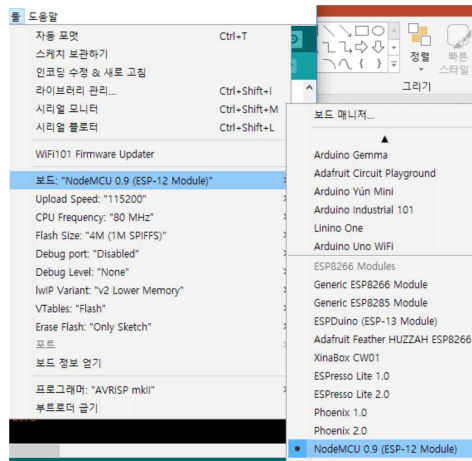 툴 도움말
자동 포맷 Ctrl+T
스케치 보관하기
인코딩 수정 & 새로 고침
라이브러리 관리... Ctrl+Shift+I
시리얼 모니터 Ctrl+Shift+M
시리얼 플로터 Ctrl+Shift+L
WiFi101 Firmware Updater
보드: "NodeMCU 0.9 (ESP-12 Module)"
Upload Speed: "115200"
CPU Frequency: "80 MHz"
Flash Size: "4M (1M SPIFFS)"
Debug port: "Disabled"
Debug Level: "None"
lwIP Variant: "v2 Lower Memory"
VTables: "Flash"
Erase Flash: "Only Sketch"
포트
보드 정보 얻기
프로그래머: "AVRISP mkII"
부트로더 굽기
정렬
빠른
스타일
그리기
보드 매니저...
Arduino Gemma
Adafruit Circuit Playground
Arduino Yún Mini
Arduino Industrial 101
Linino One
Arduino Uno WiFi
ESP8266 Modules
Generic ESP8266 Module
Generic ESP8285 Module
ESPDuino (ESP-13 Module)
Adafruit Feather HUZZAH ESP8266
XinaBox CW01
ESPresso Lite 1.0
ESPresso Lite 2.0
Phoenix 1.0
Phoenix 2.0
NodeMCU 0.9 (ESP-12 Module)